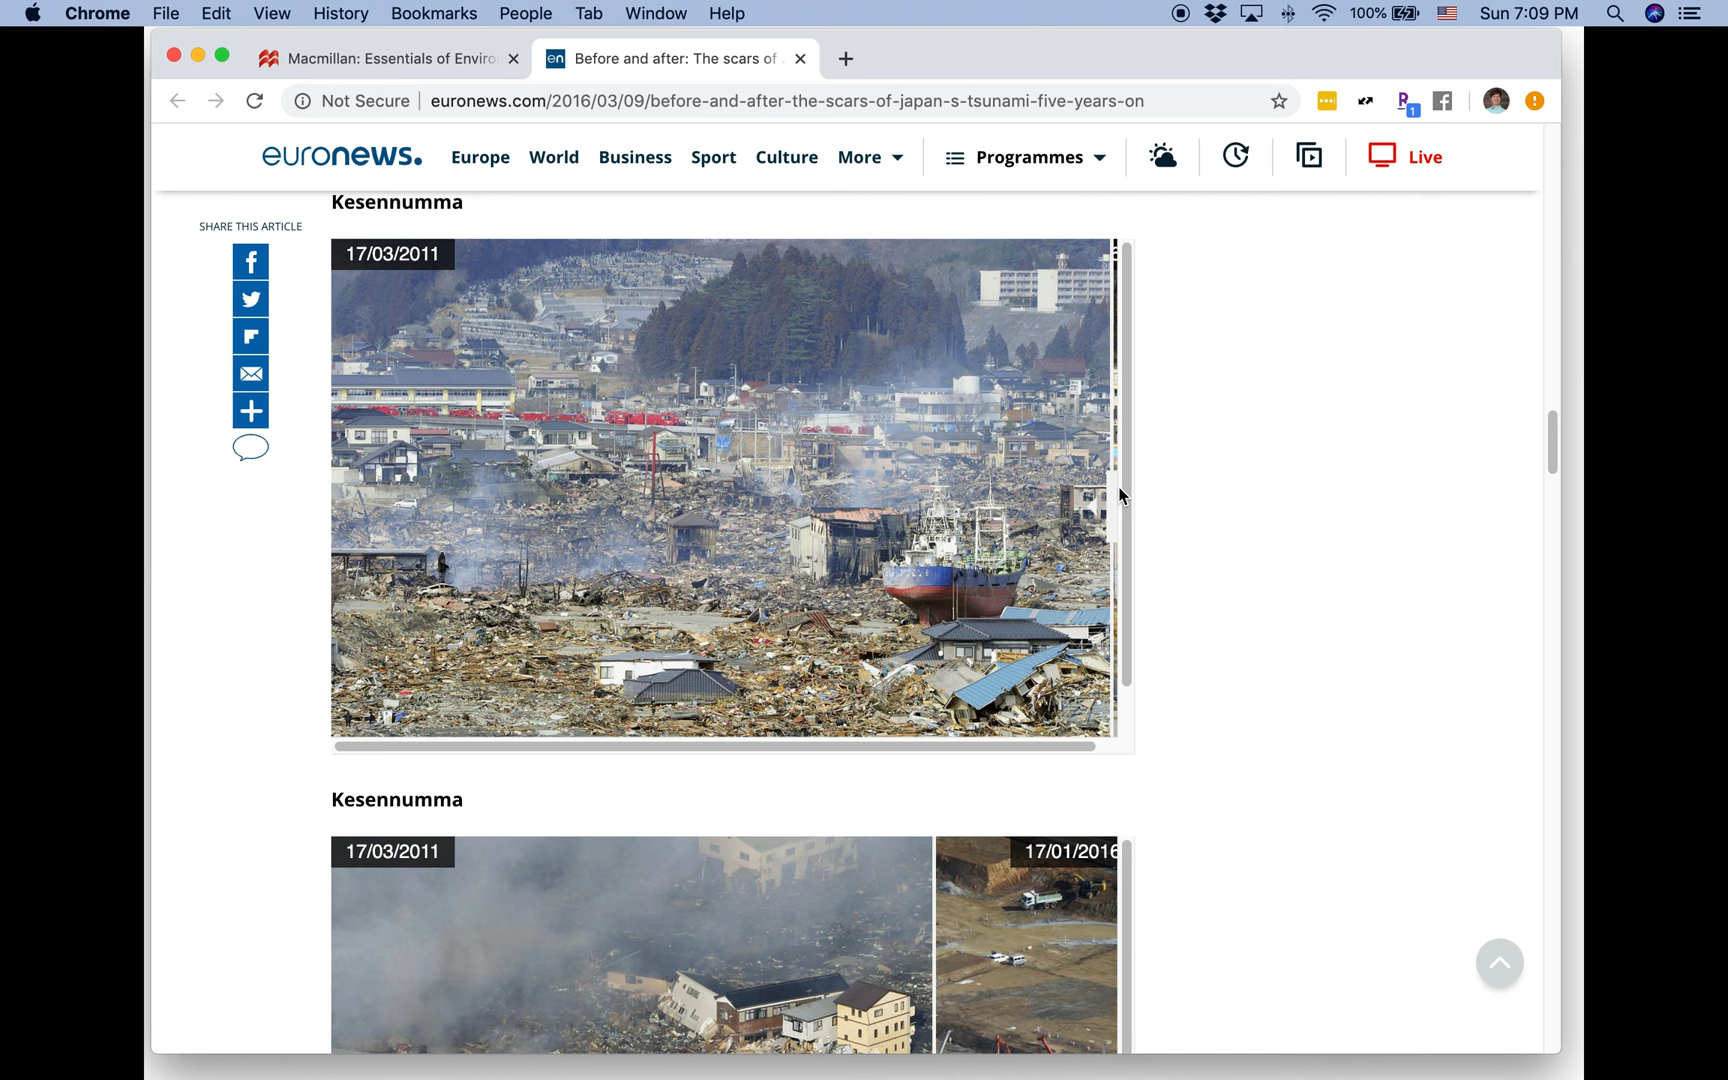 Chrome File Edit View History Bookmarks People Tab Window Help 100% Sun 7:09 PM
Macmillan: Essentials of Enviro
en Before and after: The scars of
Not Secure euronews.com/2016/03/09/before-and-after-the-scars-of-japan-s-tsunami-five-years-on 1
euronews. Europe World Business Sport Culture More Programmes Live
Kesennumma
SHARE THIS ARTICLE
17/03/2011
Kesennumma
17/03/2011
17/01/2016